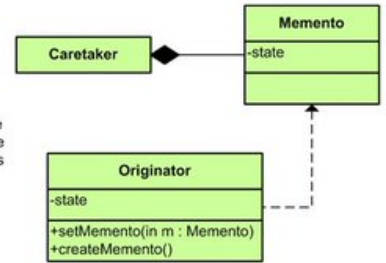 Memento
Caretaker
-state
Originator
-state
+setMemento(in m : Memento)
+createMemento()